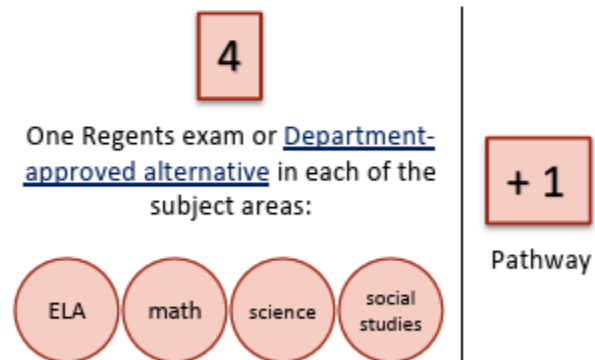 4
One Regents exam or Department-
approved alternative in each of the
subject areas:
ELA
math
science
social
studies
+ 1
Pathway